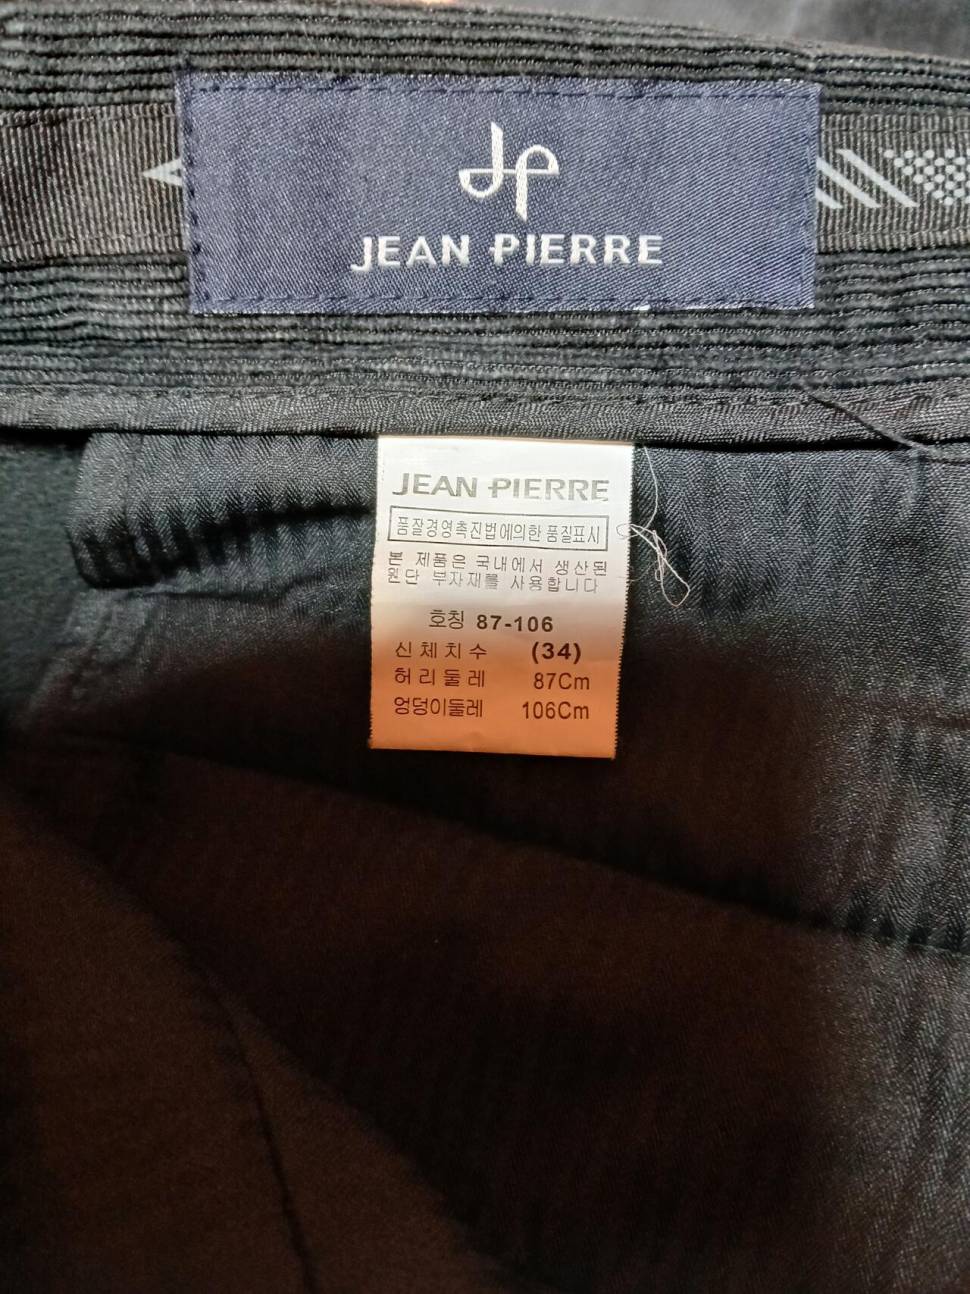 JP
JEAN PIERRE
JEAN PIERRE
품잘경영촉진법에의한 품질표시
본 제품은 국내에서 생산된
원단 부자재를 사용합니다
호칭 87-106
신체치수 (34)
허리둘레 87Cm
엉덩이둘레 106Cm